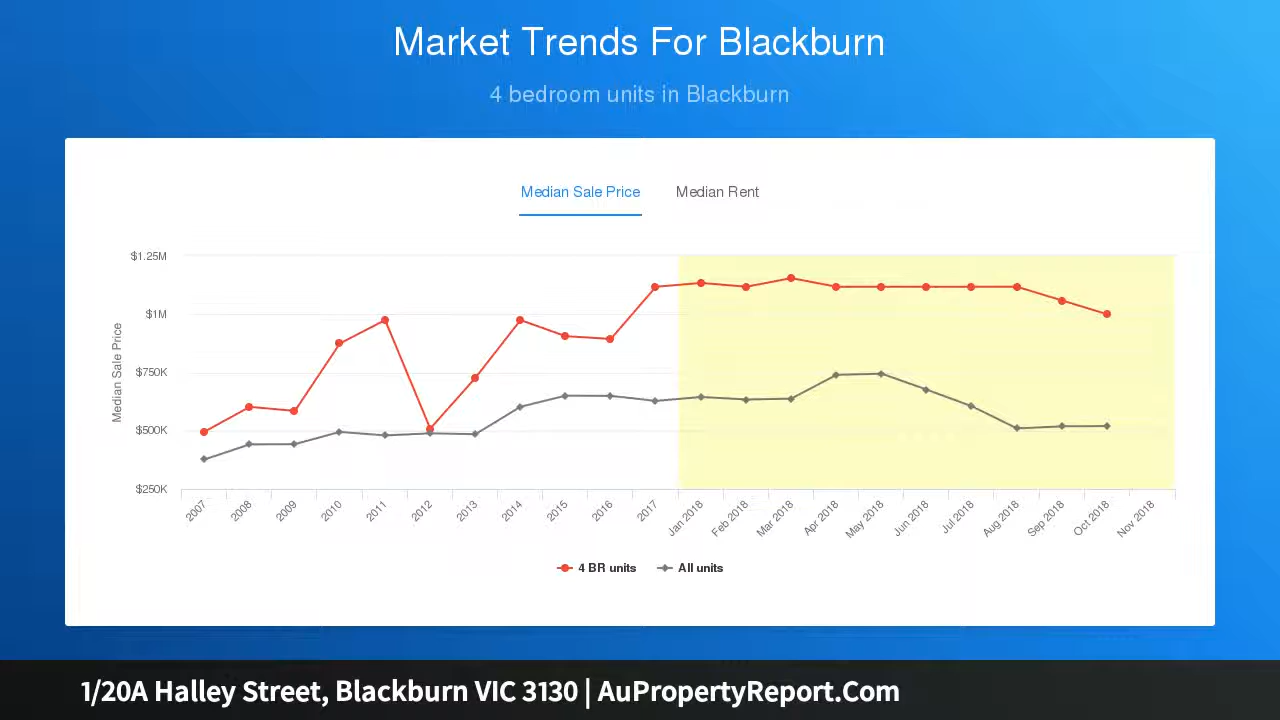 Market Trends For Blackburn
4 bedroom units in Blackburn
Median Sale Price Median Rent
Median Sale Price
$1.25M
$1M
$750K
$500K
$250K
2007 2008 2009 2010 2011 2012 2013 2014 2015 2016 2017 Jan 2018 Feb 2018 Mar 2018 Apr 2018 May 2018 Jun 2018 Jul 2018 Aug 2018 Sep 2018 Oct 2018 Nov 2018
4 BR units All units
1/20A Halley Street, Blackburn VIC 3130 | AuPropertyReport.Com